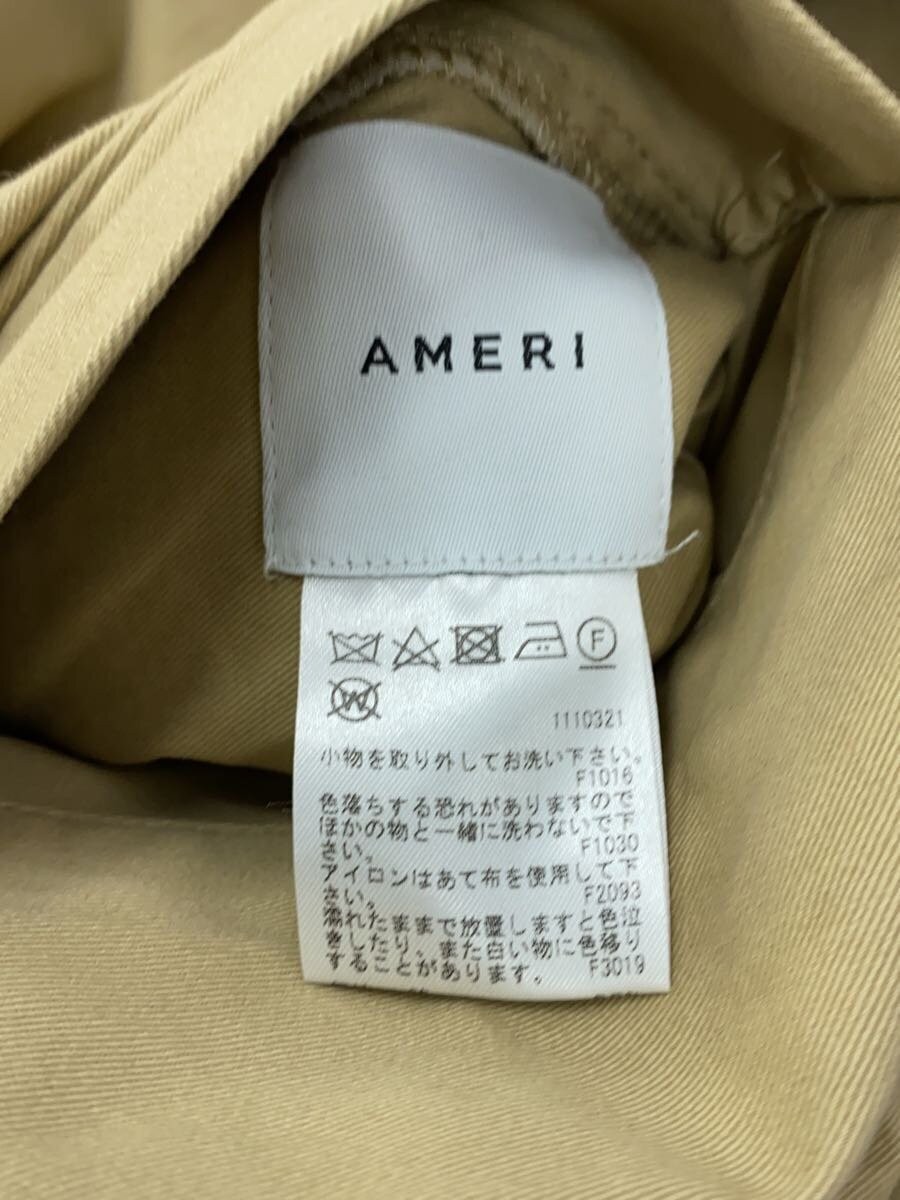 AMERI
F
W
1110321
小物を取り外してお洗い下さい。
F1016
色落ちする恐れがありますので
ほかの物と一緒に洗わないで下
さい。 F1030
アイロンはあて布を使用して下
さい。 F2093
濡れたままで放置しますと色泣
きしたり、また白い物に色移り
することがあります。 F3019